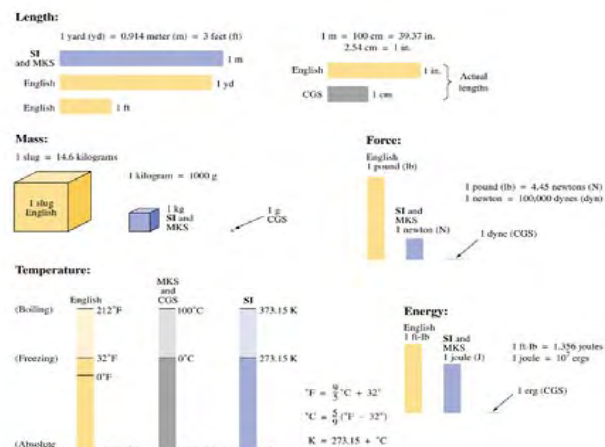 Length:
1 yard (yd) = 0.914 meter (m) = 3 feet (ft)
SI
and MKS
1 m
English
1 yd
English
1 ft
1 m = 100 cm = 39.37 in.
2.54 cm = 1 in.
English
1 in.
CGS
1 cm
Actual
lengths
Mass:
1 slug = 14.6 kilograms
1 kilogram = 1000 g
1 slug
English
1 kg
SI and
MKS
1 g
CGS
Force:
English
1 pound (lb)
SI and
MKS
1 newton (N)
1 pound (lb) = 4.45 newtons (N)
1 newton = 100,000 dynes (dyn)
1 dyne (CGS)
Temperature:
English
MKS
and
CGS
SI
(Boiling)
212°F
100°C
373.15 K
(Freezing)
32°F
0°C
273.15 K
0°F
(Absolute
°F = 9/5 °C + 32°
°C = 5/9 (°F − 32°)
K = 273.15 + °C
Energy:
English
1 ft-lb
SI and
MKS
1 joule (J)
1 ft-lb = 1.356 joules
1 joule = 10⁷ ergs
1 erg (CGS)